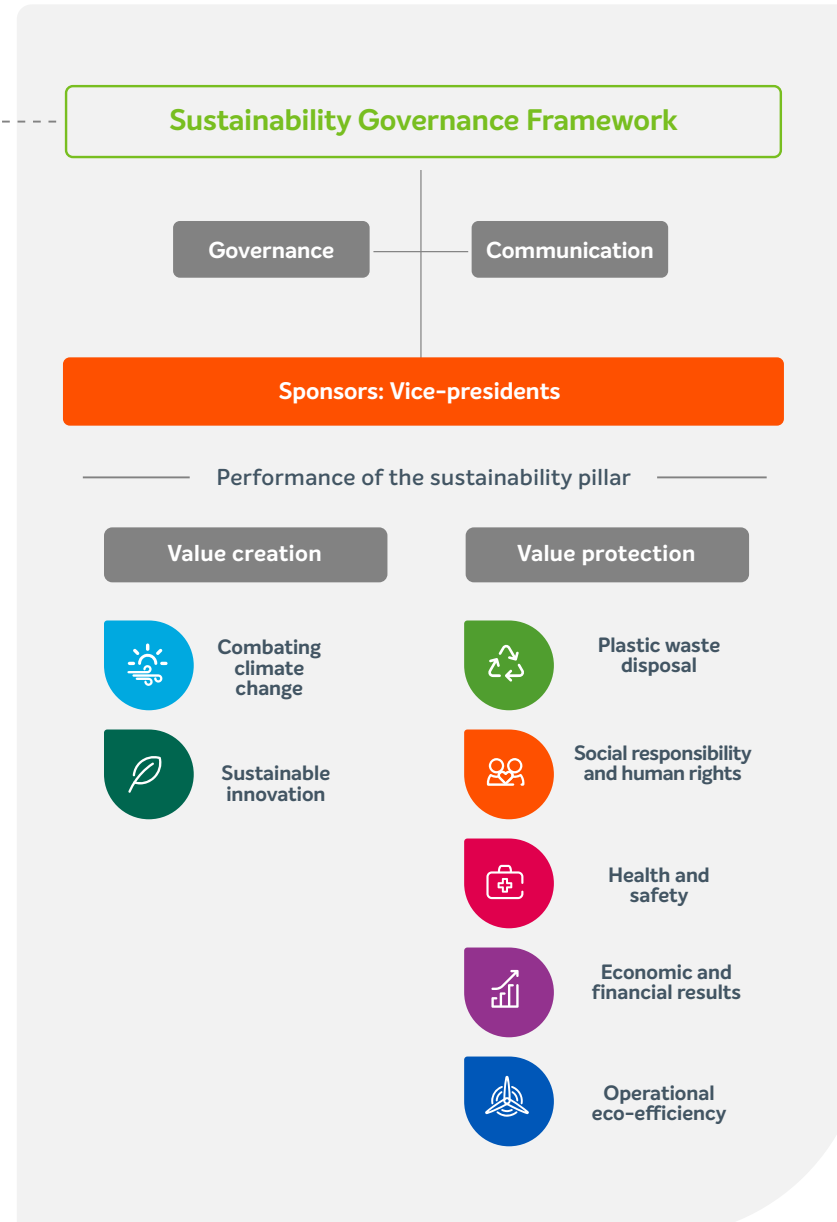 Sustainability Governance Framework
Governance
Communication
Sponsors: Vice-presidents
Performance of the sustainability pillar
Value creation
Combating
climate
change
Sustainable
innovation
Value protection
Plastic waste
disposal
Social responsibility
and human rights
Health and
safety
Economic and
financial results
Operational
eco-efficiency